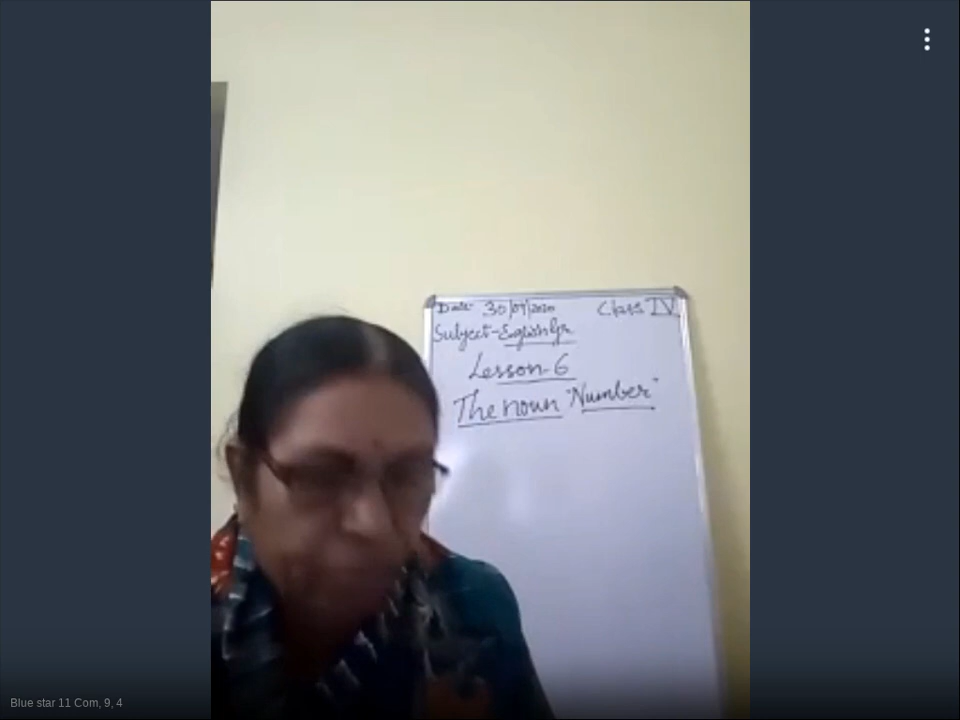 Date- 30/07/2020 Class IV
Subject-English Gr
Lesson-6
The noun "Number"
Blue star 11 Com, 9, 4